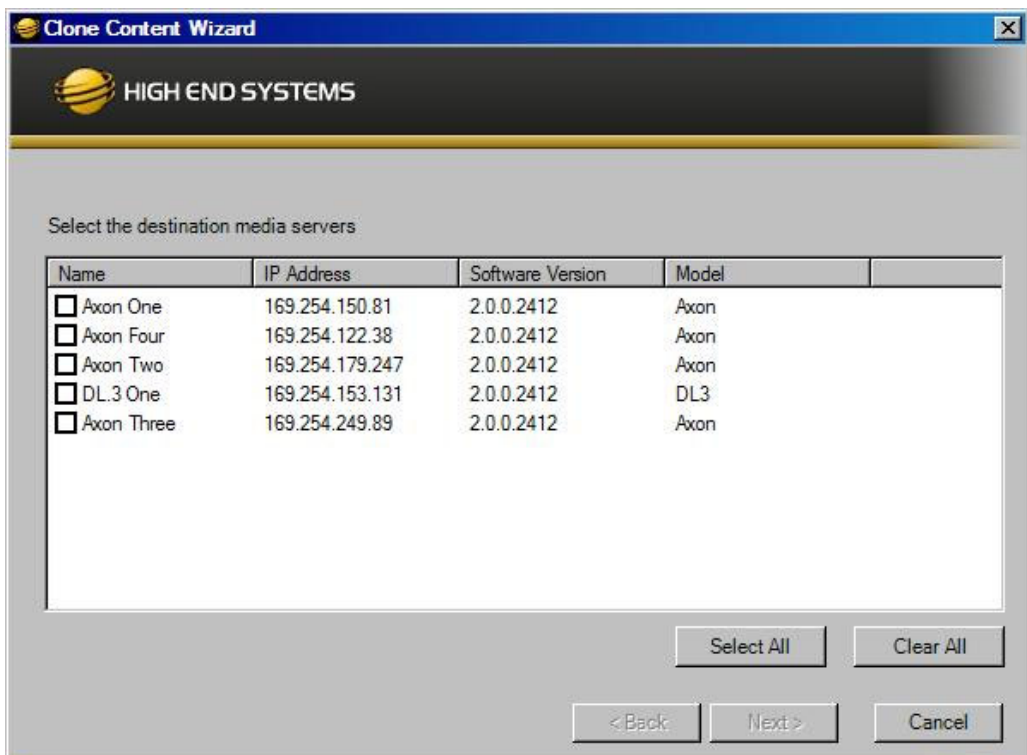 Clone Content Wizard
HIGH END SYSTEMS
Select the destination media servers
Name IP Address Software Version Model
Axon One 169.254.150.81 2.0.0.2412 Axon
Axon Four 169.254.122.38 2.0.0.2412 Axon
Axon Two 169.254.179.247 2.0.0.2412 Axon
DL.3 One 169.254.153.131 2.0.0.2412 DL3
Axon Three 169.254.249.89 2.0.0.2412 Axon
Select All Clear All
< Back Next > Cancel